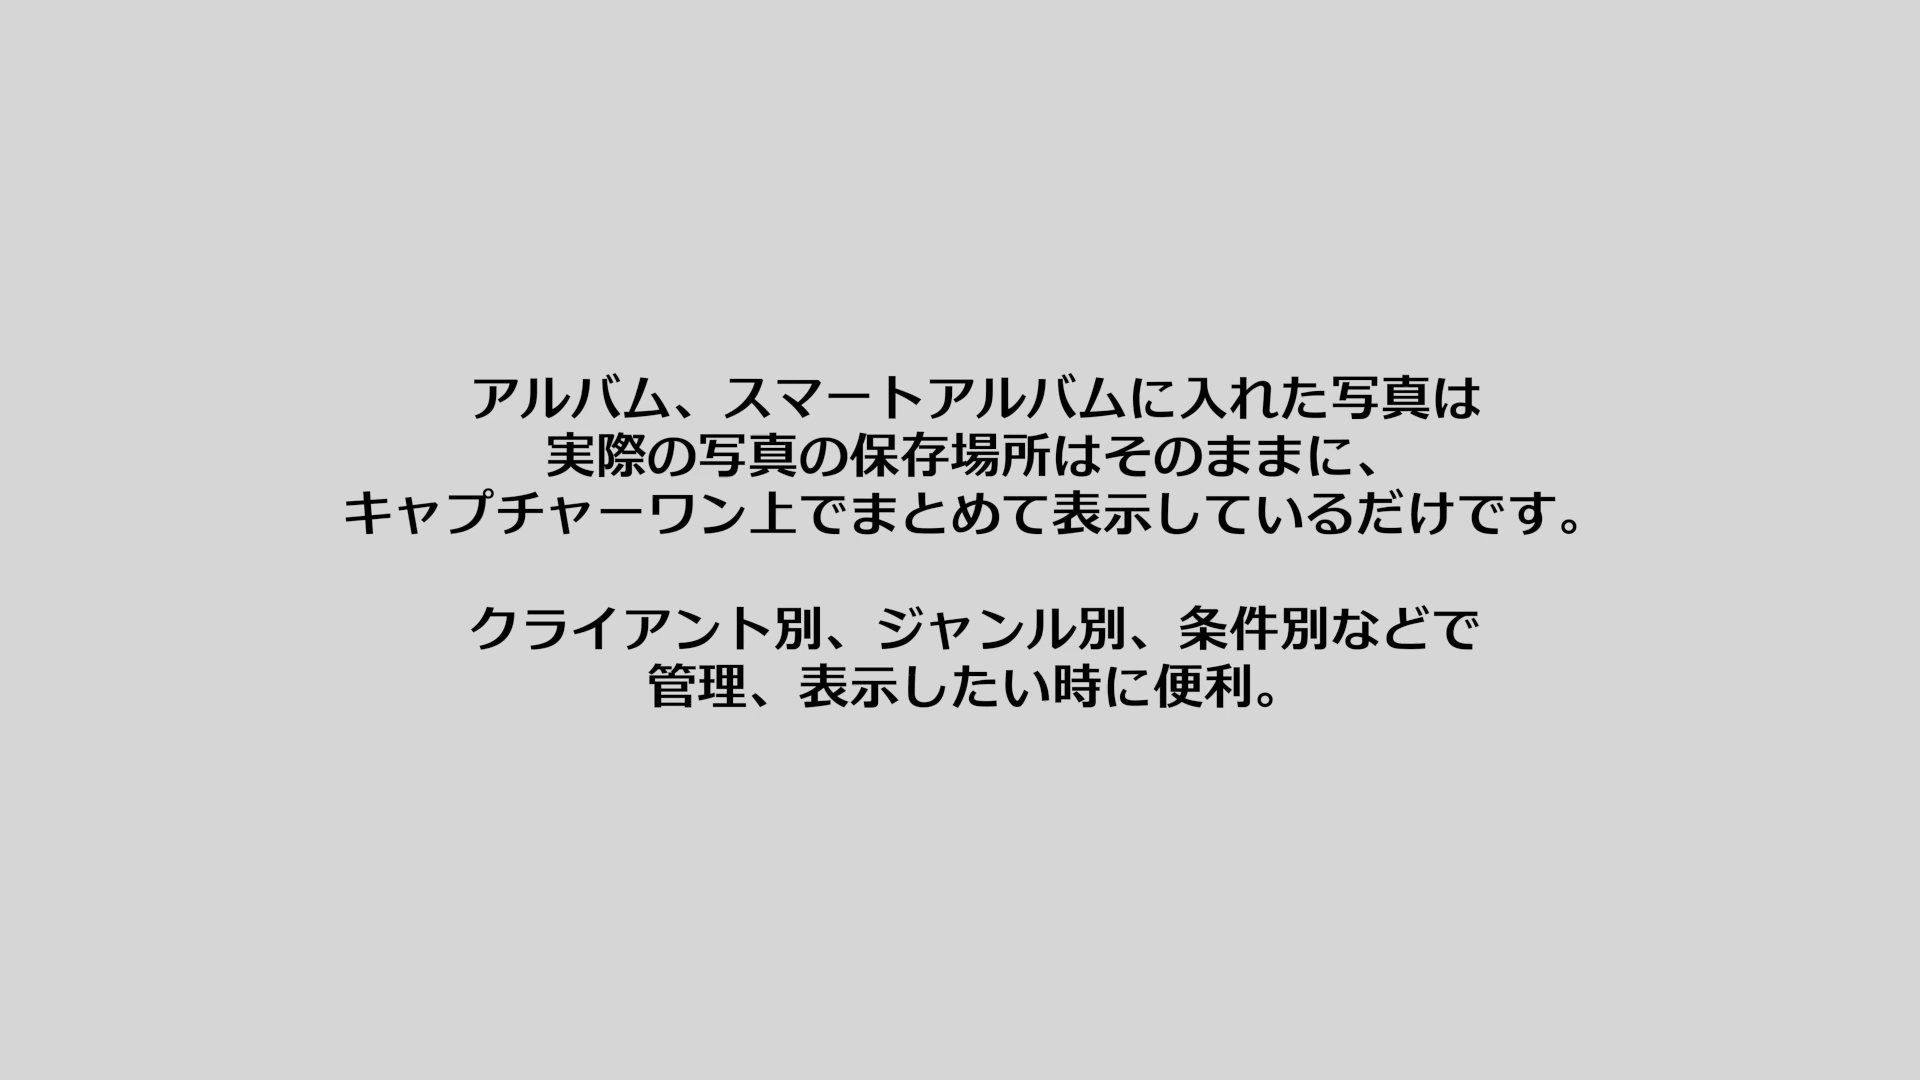 アルバム、スマートアルバムに入れた写真は
実際の写真の保存場所はそのままに、
キャプチャーワン上でまとめて表示しているだけです。
クライアント別、ジャンル別、条件別などで
管理、表示したい時に便利。